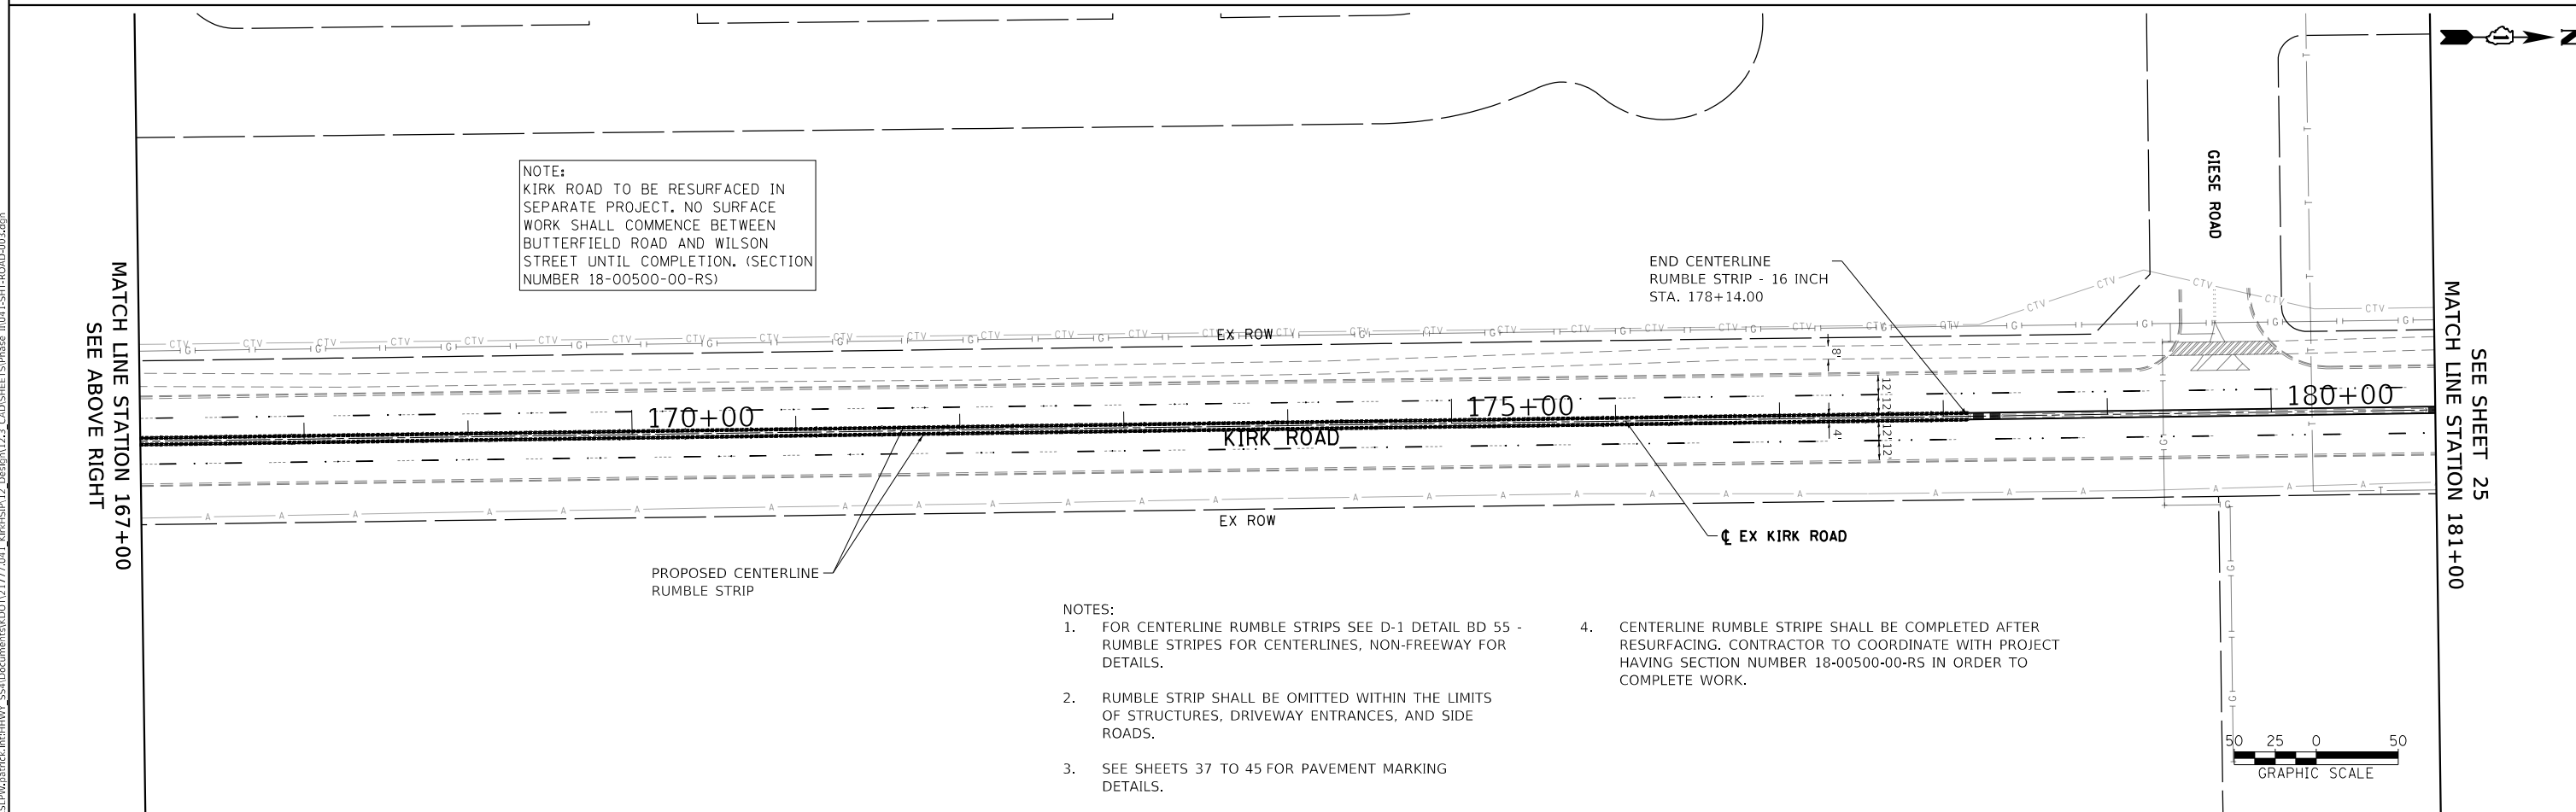 N
GIESE ROAD
NOTE:
KIRK ROAD TO BE RESURFACED IN
SEPARATE PROJECT. NO SURFACE
WORK SHALL COMMENCE BETWEEN
BUTTERFIELD ROAD AND WILSON
STREET UNTIL COMPLETION. (SECTION
NUMBER 18-00500-00-RS)
END CENTERLINE
RUMBLE STRIP - 16 INCH
STA. 178+14.00
MATCH LINE STATION 167+00
SEE ABOVE RIGHT
SEE SHEET 25
MATCH LINE STATION 181+00
EX ROW
8'
12'
12'
4'
12'
12'
170+00
175+00
180+00
KIRK ROAD
EX ROW
℄ EX KIRK ROAD
PROPOSED CENTERLINE
RUMBLE STRIP
NOTES:
1. FOR CENTERLINE RUMBLE STRIPS SEE D-1 DETAIL BD 55 -
RUMBLE STRIPES FOR CENTERLINES, NON-FREEWAY FOR
DETAILS.
2. RUMBLE STRIP SHALL BE OMITTED WITHIN THE LIMITS
OF STRUCTURES, DRIVEWAY ENTRANCES, AND SIDE
ROADS.
3. SEE SHEETS 37 TO 45 FOR PAVEMENT MARKING
DETAILS.
4. CENTERLINE RUMBLE STRIPE SHALL BE COMPLETED AFTER
RESURFACING. CONTRACTOR TO COORDINATE WITH PROJECT
HAVING SECTION NUMBER 18-00500-00-RS IN ORDER TO
COMPLETE WORK.
50 25 0 50
GRAPHIC SCALE